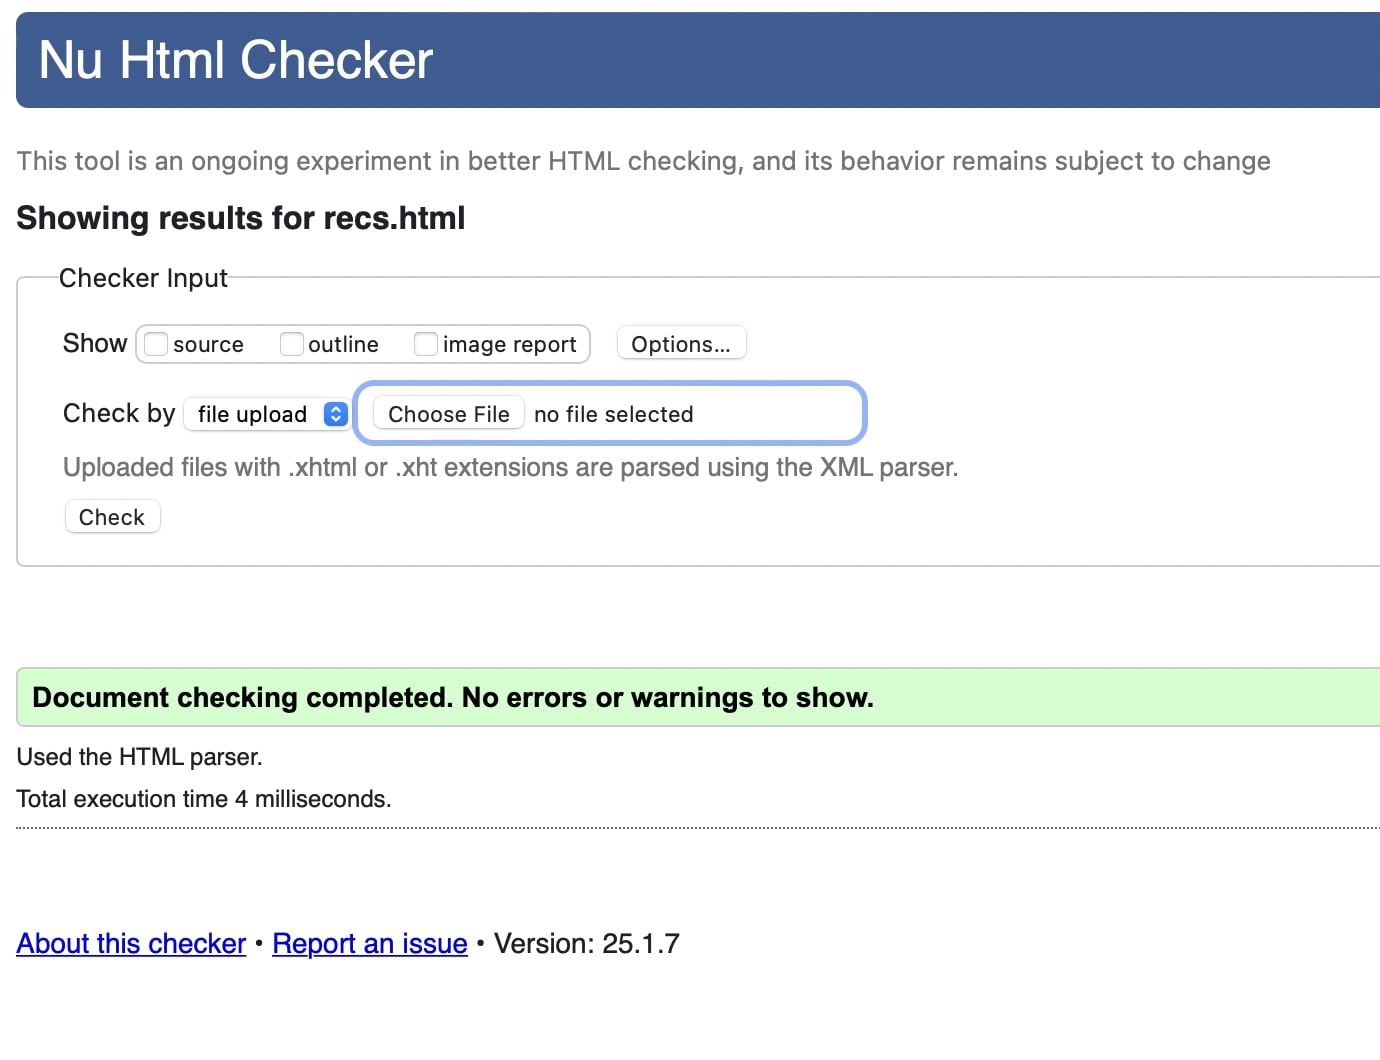 Nu Html Checker
This tool is an ongoing experiment in better HTML checking, and its behavior remains subject to change
Showing results for recs.html
Checker Input
Show source outline image report Options...
Check by file upload Choose File no file selected
Uploaded files with .xhtml or .xht extensions are parsed using the XML parser.
Check
Document checking completed. No errors or warnings to show.
Used the HTML parser.
Total execution time 4 milliseconds.
About this checker • Report an issue • Version: 25.1.7